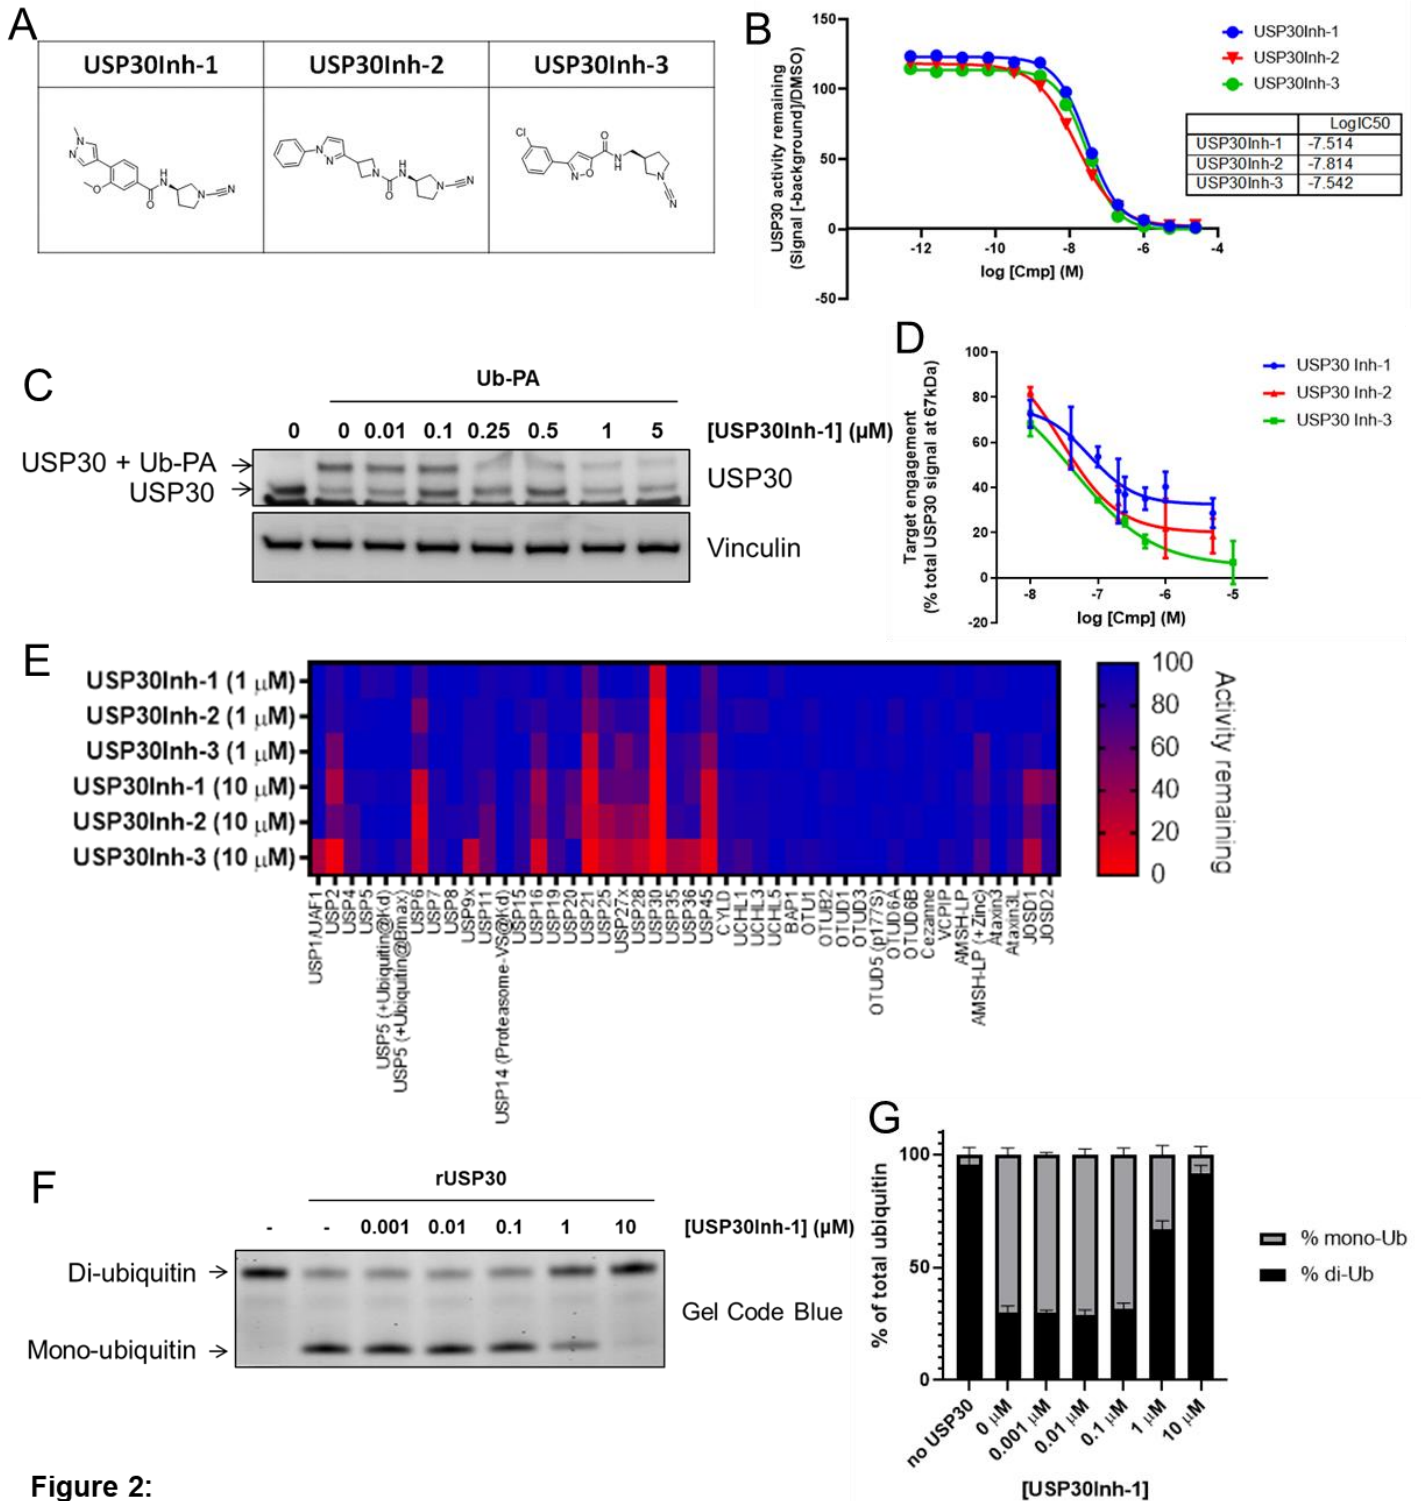 A
USP30Inh-1 USP30Inh-2 USP30Inh-3
N
N
O
O
H
N
N
N
N
N
N
O
H
N
N
N
Cl
N
O
O
N
H
N
N
B
USP30 activity remaining
(Signal [-background]/DMSO)
150
100
50
0
-50
-12 -10 -8 -6 -4
log [Cmp] (M)
USP30Inh-1
USP30Inh-2
USP30Inh-3
LogIC50
USP30Inh-1 -7.514
USP30Inh-2 -7.814
USP30Inh-3 -7.542
C
Ub-PA
0 0 0.01 0.1 0.25 0.5 1 5 [USP30Inh-1] (µM)
USP30 + Ub-PA
USP30
USP30
Vinculin
D
Target engagement
(% total USP30 signal at 67kDa)
100
80
60
40
20
0
-20
-8 -7 -6 -5
log [Cmp] (M)
USP30 Inh-1
USP30 Inh-2
USP30 Inh-3
E
USP30Inh-1 (1 µM)
USP30Inh-2 (1 µM)
USP30Inh-3 (1 µM)
USP30Inh-1 (10 µM)
USP30Inh-2 (10 µM)
USP30Inh-3 (10 µM)
USP1/UAF1
USP2
USP4
USP5
USP5 (+Ubiquitin@Kd)
USP5 (+Ubiquitin@Bmax)
USP6
USP7
USP8
USP9x
USP11
USP14 (Proteasome-VS@Kd)
USP15
USP16
USP19
USP20
USP21
USP25
USP27x
USP28
USP30
USP35
USP36
USP45
CYLD
UCHL1
UCHL3
UCHL5
BAP1
OTU1
OTUB2
OTUD1
OTUD3
OTUD5 (p177S)
OTUD6A
OTUD6B
Cezanne
VCPIP
AMSH-LP
AMSH-LP (+Zinc)
Ataxin3
Ataxin3L
JOSD1
JOSD2
100
80
60
40
20
0
Activity remaining
F
rUSP30
- - 0.001 0.01 0.1 1 10 [USP30Inh-1] (µM)
Di-ubiquitin
Mono-ubiquitin
Gel Code Blue
G
% of total ubiquitin
100
50
0
no USP30
0 µM
0.001 µM
0.01 µM
0.1 µM
1 µM
10 µM
[USP30Inh-1]
% mono-Ub
% di-Ub
Figure 2: